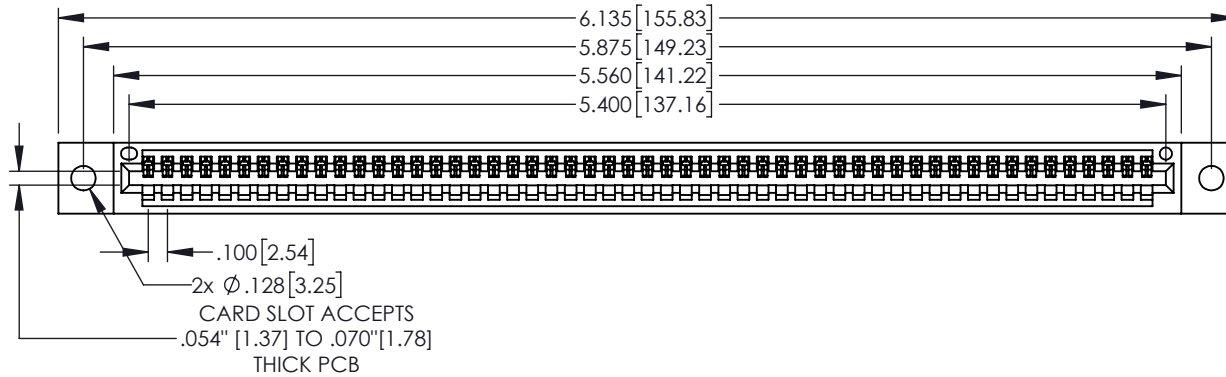 6.135[155.83]
5.875[149.23]
5.560[141.22]
5.400[137.16]
.100[2.54]
2x Ø.128[3.25]
CARD SLOT ACCEPTS
.054" [1.37] TO .070"[1.78]
THICK PCB